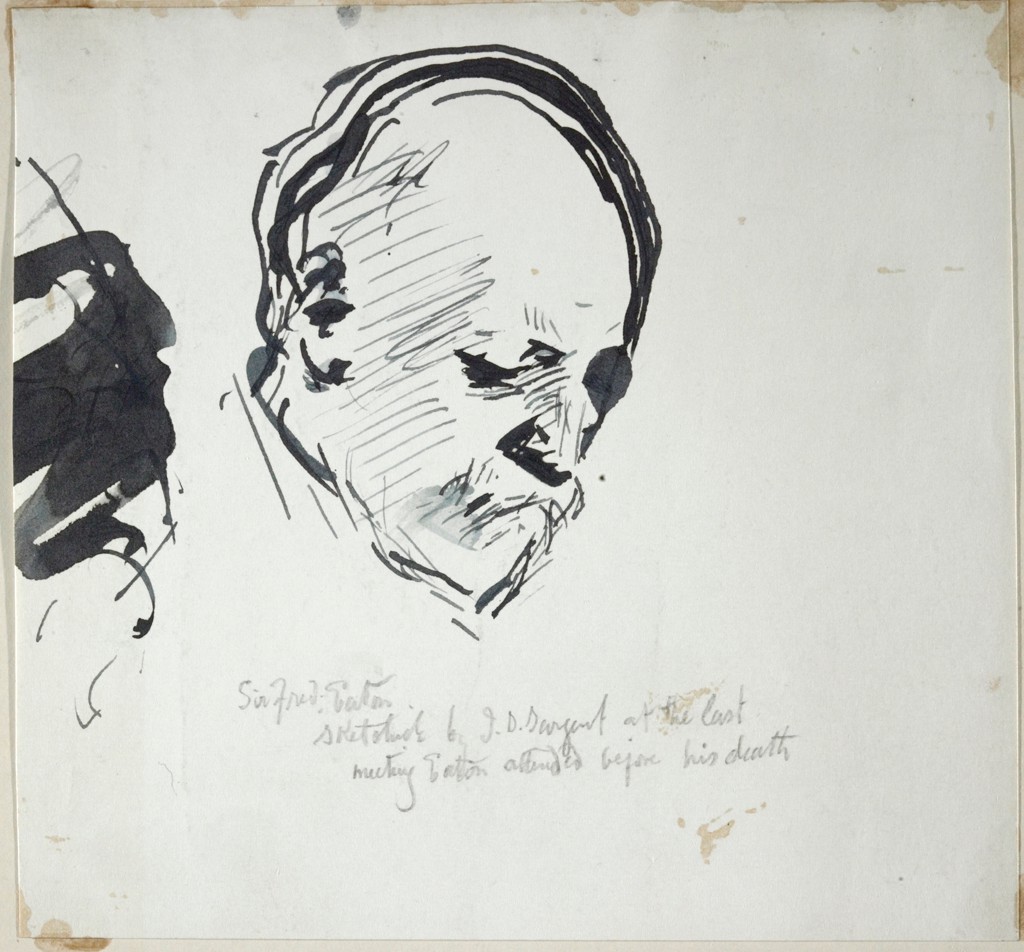 Sir Fred. Eaton
sketched by J. S. Sargent at the last
meeting Eaton attended before his death